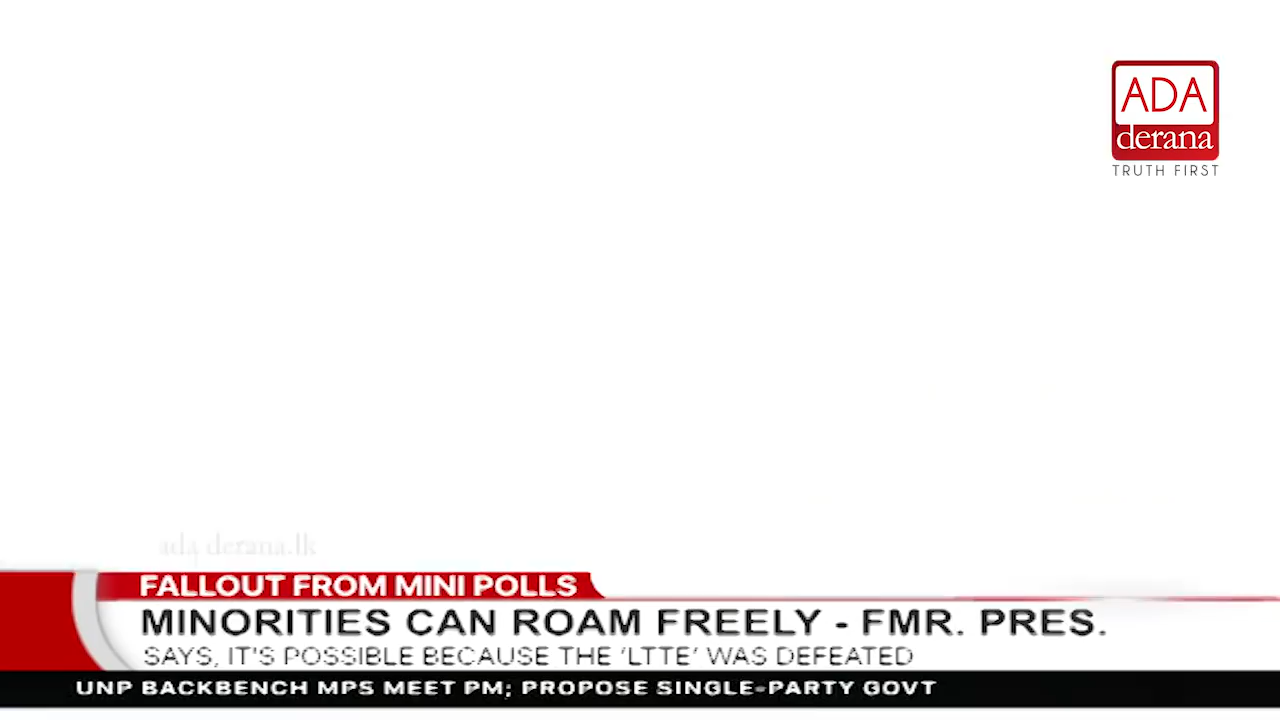 ADA
derana
TRUTH FIRST
ada derana.lk
FALLOUT FROM MINI POLLS
MINORITIES CAN ROAM FREELY - FMR. PRES.
SAYS, IT'S POSSIBLE BECAUSE THE ‘LTTE’ WAS DEFEATED
UNP BACKBENCH MPS MEET PM; PROPOSE SINGLE-PARTY GOVT